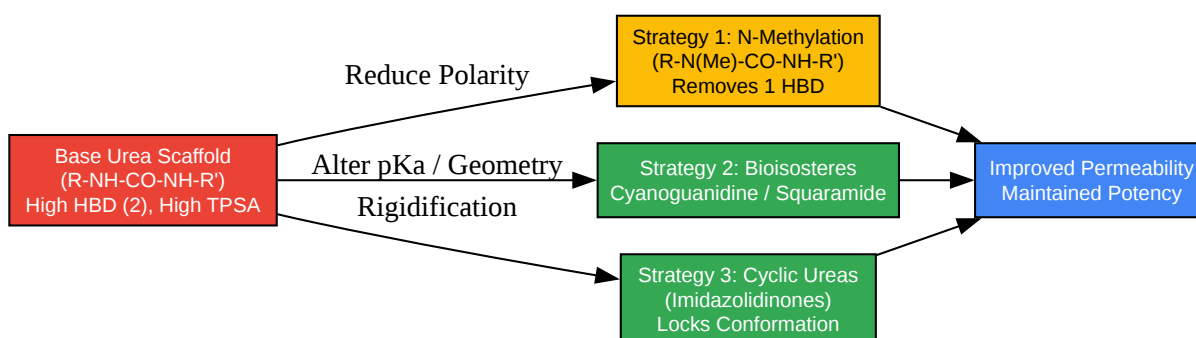 Base Urea Scaffold
(R-NH-CO-NH-R')
High HBD (2), High TPSA
Reduce Polarity
Alter pKa / Geometry
Rigidification
Strategy 1: N-Methylation
(R-N(Me)-CO-NH-R')
Removes 1 HBD
Strategy 2: Bioisosteres
Cyanoguanidine / Squaramide
Strategy 3: Cyclic Ureas
(Imidazolidinones)
Locks Conformation
Improved Permeability
Maintained Potency